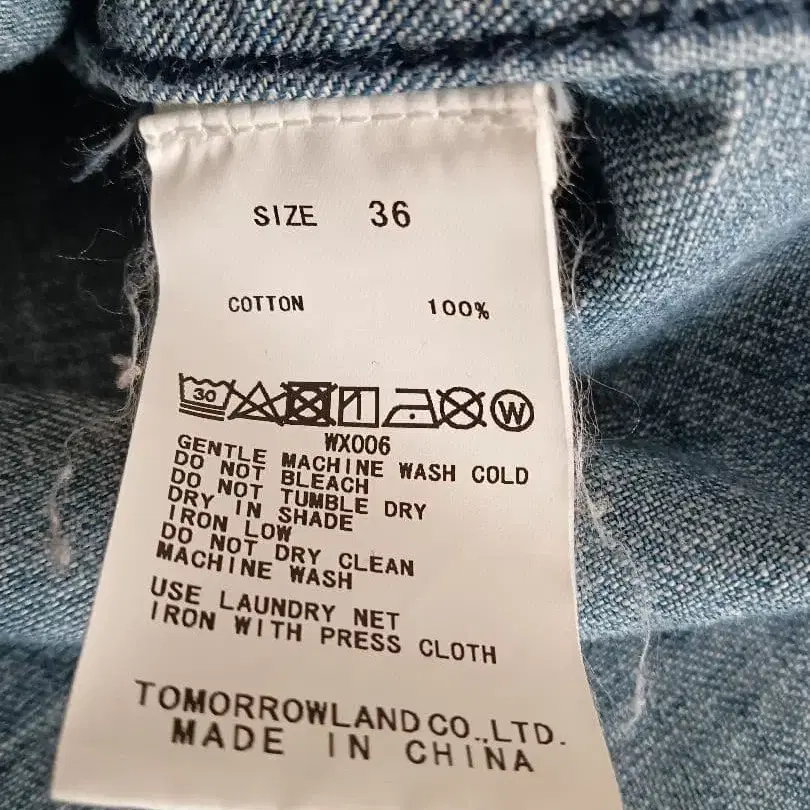 SIZE 36
COTTON 100%
30 W
WX006
GENTLE MACHINE WASH COLD
DO NOT BLEACH
DO NOT TUMBLE DRY
DRY IN SHADE
IRON LOW
DO NOT DRY CLEAN
MACHINE WASH
USE LAUNDRY NET
IRON WITH PRESS CLOTH
TOMORROWLAND CO.,LTD.
MADE IN CHINA